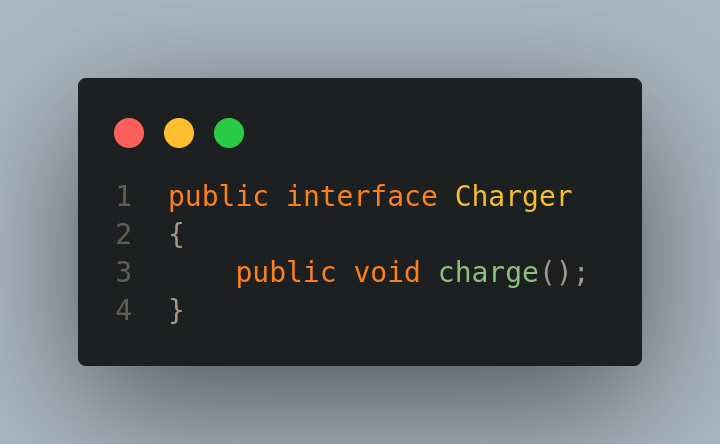 1 public interface Charger
2 {
3     public void charge();
4 }